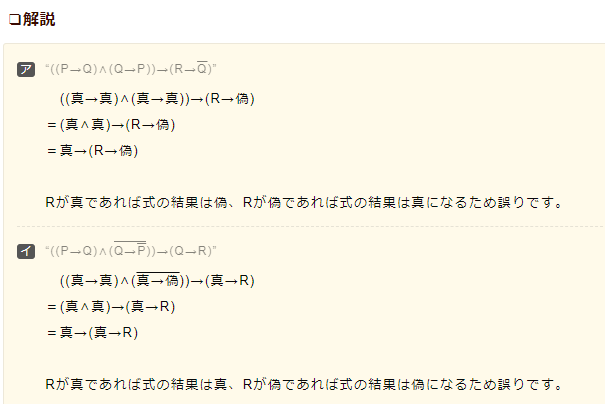 ❏解説
ア “((P→Q)∧(Q→P))→(R→Q̅)”
((真→真)∧(真→真))→(R→偽)
＝(真∧真)→(R→偽)
＝真→(R→偽)
Rが真であれば式の結果は偽、Rが偽であれば式の結果は真になるため誤りです。
イ “((P→Q)∧(Q̅→̅P̅̅))→(Q→R)”
((真→真)∧(真̅→̅偽̅))→(真→R)
＝(真∧真)→(真→R)
＝真→(真→R)
Rが真であれば式の結果は真、Rが偽であれば式の結果は偽になるため誤りです。